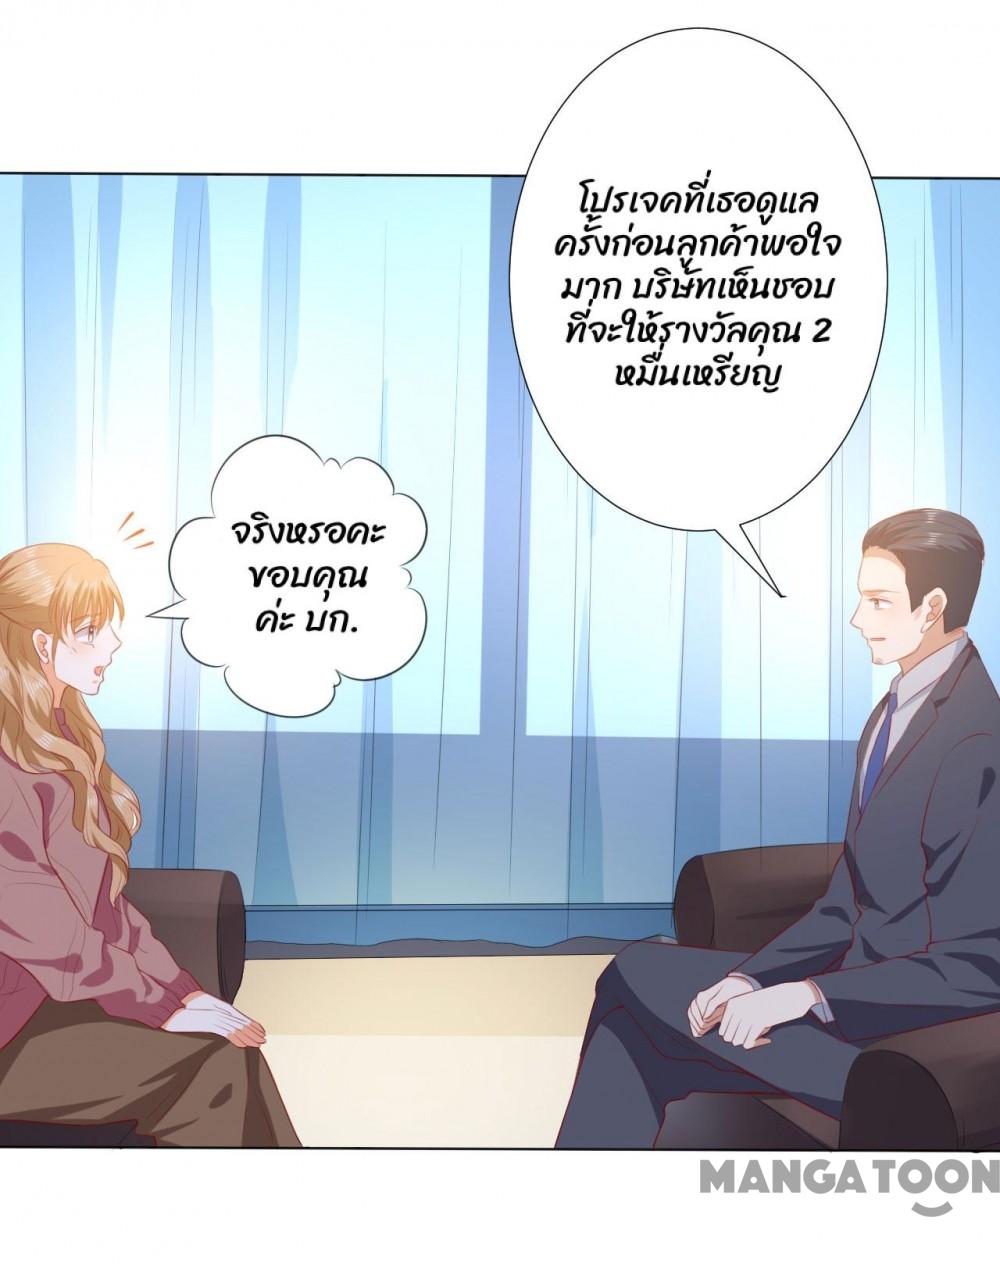 โปรเจคที่เธอดูแล
ครั้งก่อนลูกค้าพอใจ
มาก บริษัทเห็นชอบ
ที่จะให้รางวัลคุณ 2
หมื่นเหรียญ
จริงหรอคะ
ขอบคุณ
ค่ะ บก.
MANGATOON